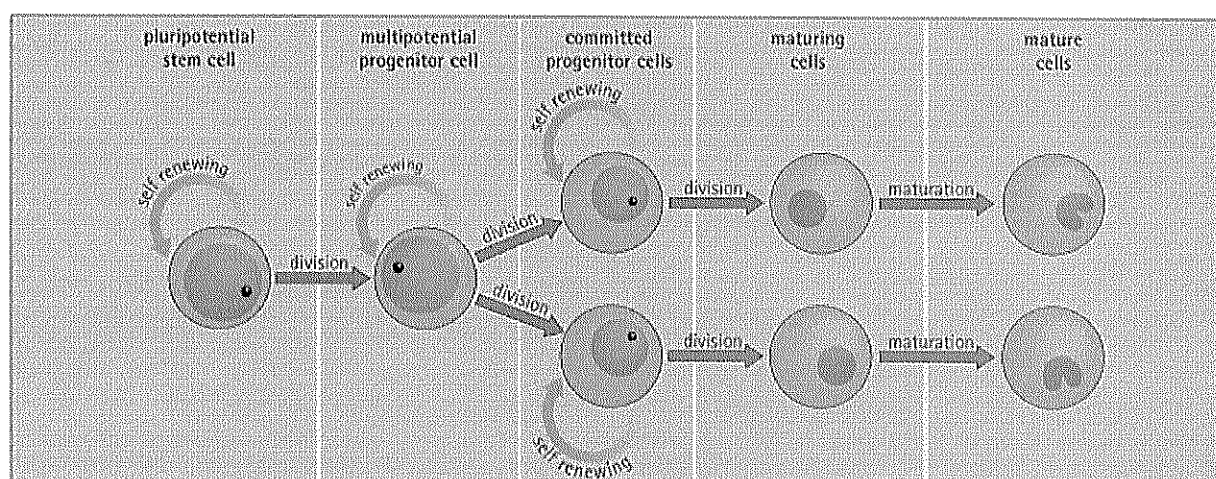 pluripotential
stem cell
multipotential
progenitor cell
committed
progenitor cells
maturing
cells
mature
cells
self renewing
self renewing
self renewing
division
division
division
division
maturation
division
maturation
self renewing